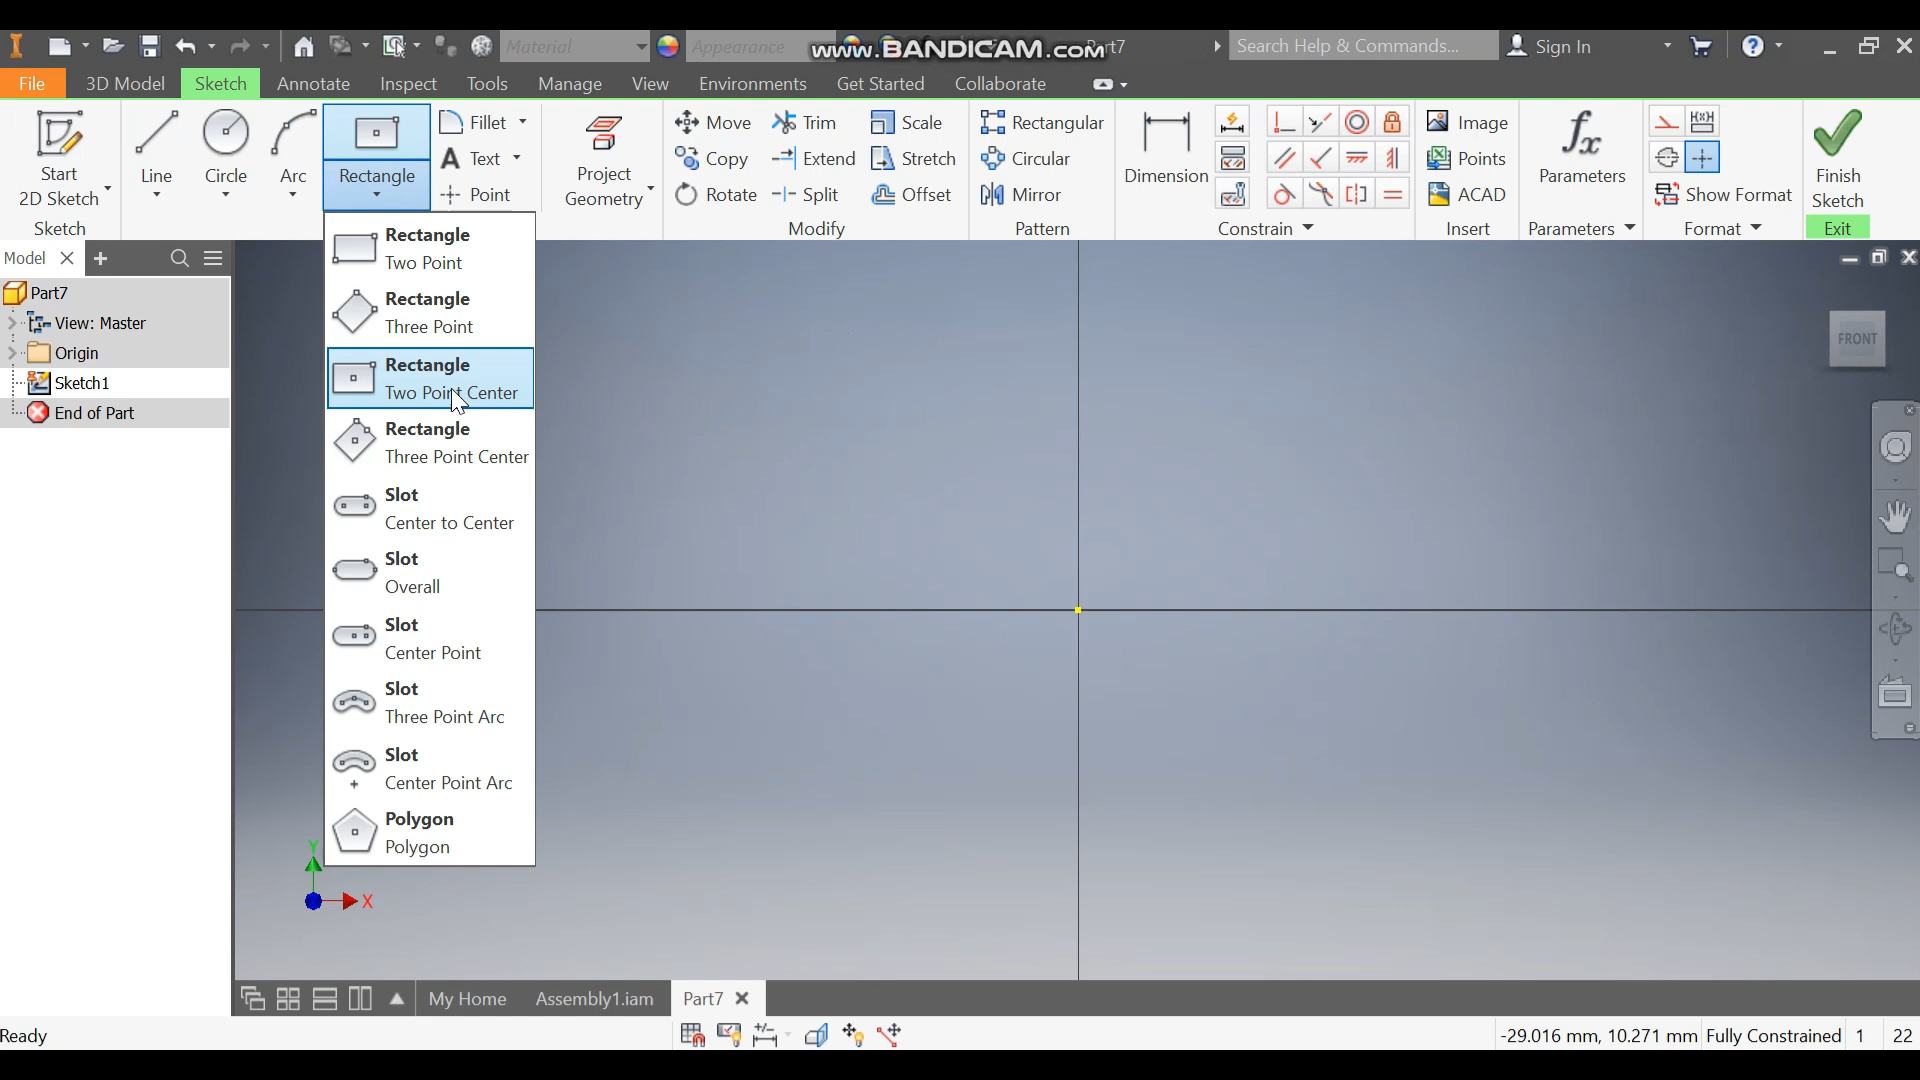 Material
Appearance
www.BANDICAM.com
Part7
Search Help & Commands...
Sign In
File
3D Model
Sketch
Annotate
Inspect
Tools
Manage
View
Environments
Get Started
Collaborate
Start
2D Sketch
Line
Circle
Arc
Rectangle
Fillet
Text
Point
Project
Geometry
Move
Copy
Rotate
Trim
Extend
Split
Scale
Stretch
Offset
Rectangular
Circular
Mirror
Dimension
Image
Points
ACAD
fx
Parameters
Show Format
Finish
Sketch
Sketch
Modify
Pattern
Constrain
Insert
Parameters
Format
Exit
Model
Part7
View: Master
Origin
Sketch1
End of Part
Rectangle
Two Point
Rectangle
Three Point
Rectangle
Two Point Center
Rectangle
Three Point Center
Slot
Center to Center
Slot
Overall
Slot
Center Point
Slot
Three Point Arc
Slot
Center Point Arc
Polygon
Polygon
FRONT
Y
X
My Home
Assembly1.iam
Part7
Ready
-29.016 mm, 10.271 mm
Fully Constrained
1
22